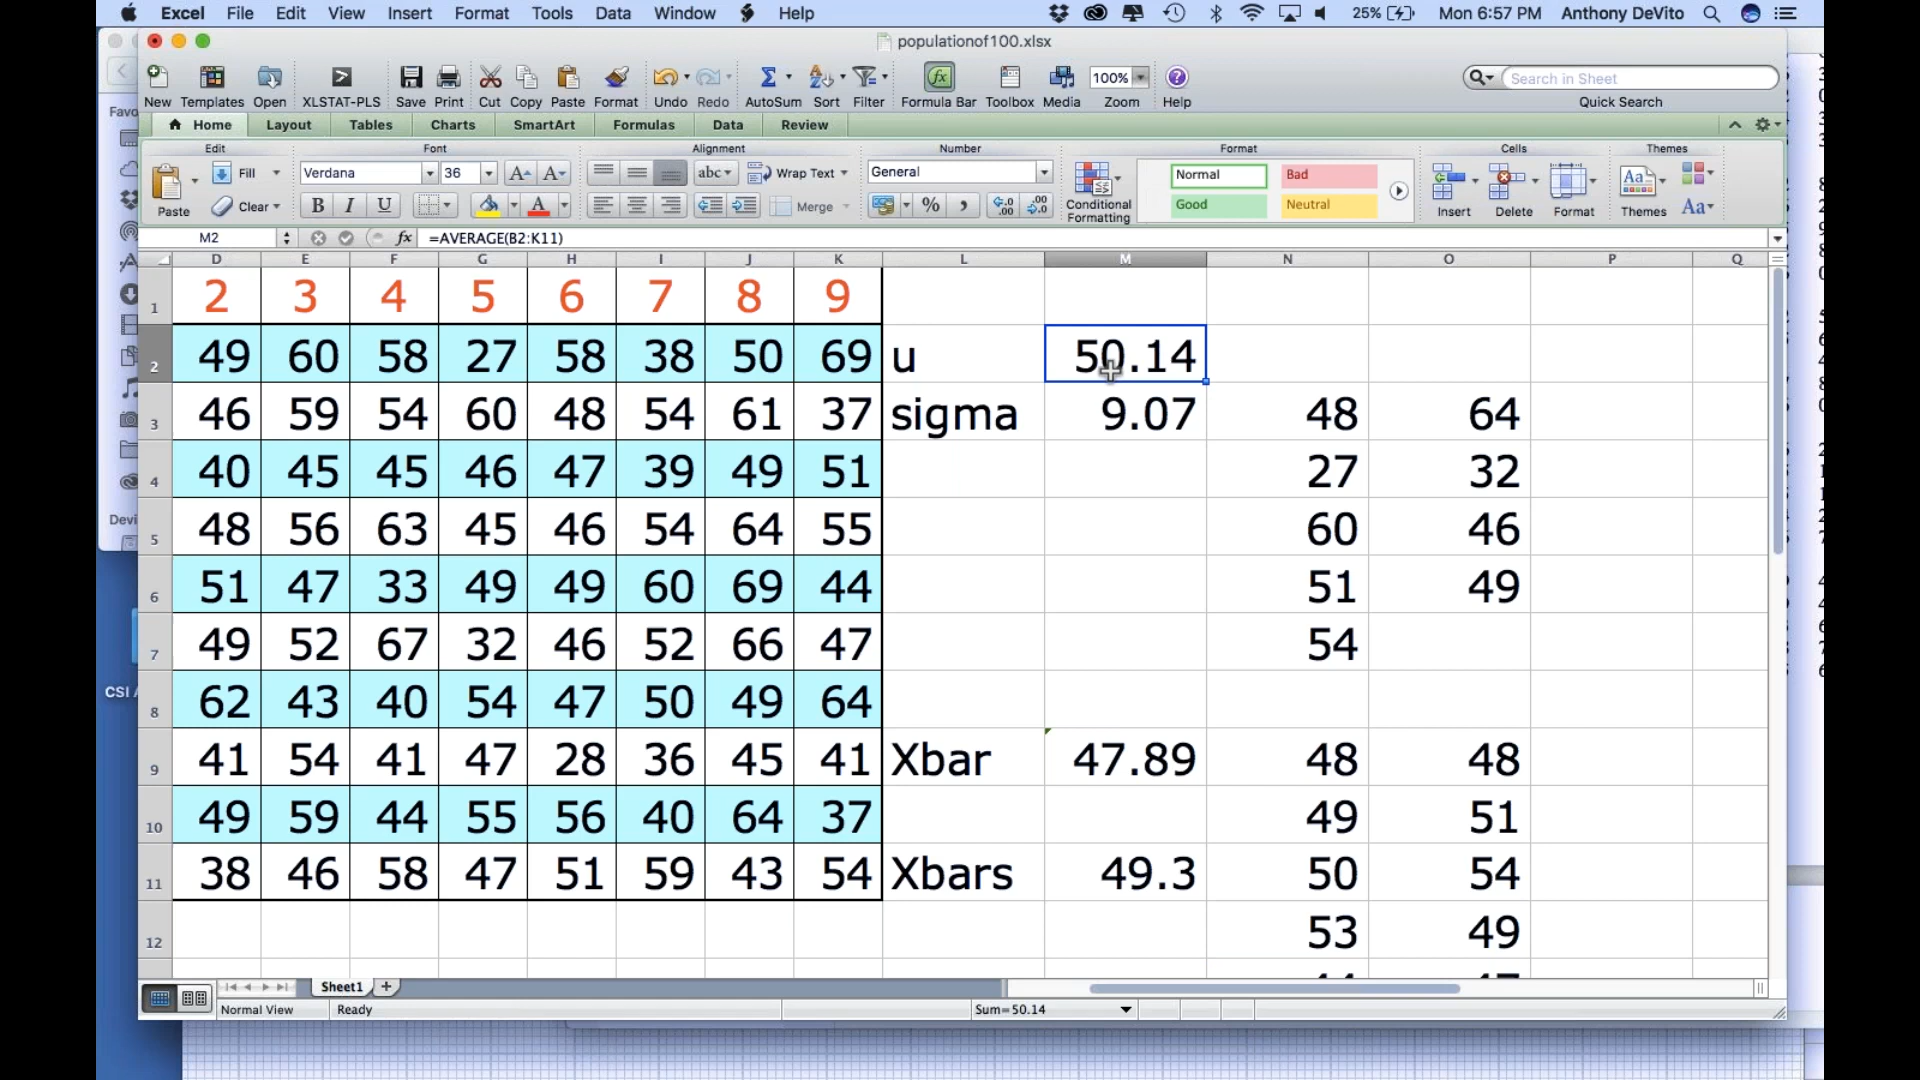 Excel File Edit View Insert Format Tools Data Window Help 25% Mon 6:57 PM Anthony DeVito
populationof100.xlsx
New Templates Open XLSTAT-PLS Save Print Cut Copy Paste Format Undo Redo AutoSum Sort Filter Formula Bar Toolbox Media 100% Zoom Help Search in Sheet
Quick Search
Favo
Home Layout Tables Charts SmartArt Formulas Data Review
Edit Font Alignment Number Format Cells Themes
Fill Verdana 36 A A abc Wrap Text General Normal Bad
Paste Clear B I U A Merge % , .0 .00 Conditional Formatting Good Neutral Insert Delete Format Themes Aa
M2 fx =AVERAGE(B2:K11)
D E F G H I J K L M N O P Q
1 2 3 4 5 6 7 8 9
2 49 60 58 27 58 38 50 69 u 50.14
3 46 59 54 60 48 54 61 37 sigma 9.07 48 64
4 40 45 45 46 47 39 49 51 27 32
5 48 56 63 45 46 54 64 55 60 46
Devi
6 51 47 33 49 49 60 69 44 51 49
7 49 52 67 32 46 52 66 47 54
CSI
8 62 43 40 54 47 50 49 64
9 41 54 41 47 28 36 45 41 Xbar 47.89 48 48
10 49 59 44 55 56 40 64 37 49 51
11 38 46 58 47 51 59 43 54 Xbars 49.3 50 54
12 53 49
Sheet1
Normal View Ready Sum=50.14